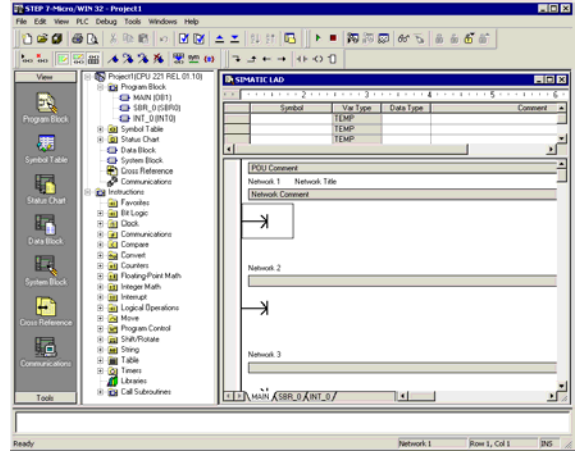 STEP 7-Micro/WIN 32 - Project1
File Edit View PLC Debug Tools Windows Help
View
Program Block
Symbol Table
Status Chart
Data Block
System Block
Cross Reference
Communications
Tools
Project1(CPU 221 REL 01.10)
Program Block
MAIN (OB1)
SBR_0 (SBR0)
INT_0 (INT0)
Symbol Table
Status Chart
Data Block
System Block
Cross Reference
Communications
Instructions
Favorites
Bit Logic
Clock
Communications
Compare
Convert
Counters
Floating-Point Math
Integer Math
Interrupt
Logical Operations
Move
Program Control
Shift/Rotate
String
Table
Timers
Libraries
Call Subroutines
SIMATIC LAD
3 4 5 6
Symbol Var Type Data Type Comment
TEMP
TEMP
TEMP
POU Comment
Network 1 Network Title
Network Comment
Network 2
Network 3
MAIN SBR_0 INT_0
Ready Network 1 Row 1, Col 1 INS